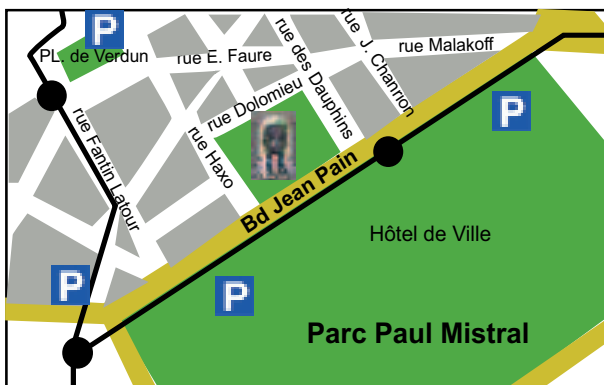 P
PL. de Verdun
rue E. Faure
rue des Dauphins
rue J. Chanrion
rue Malakoff
rue Dolomieu
rue Fantin Latour
rue Haxo
P
Bd Jean Pain
Hôtel de Ville
P
P
Parc Paul Mistral